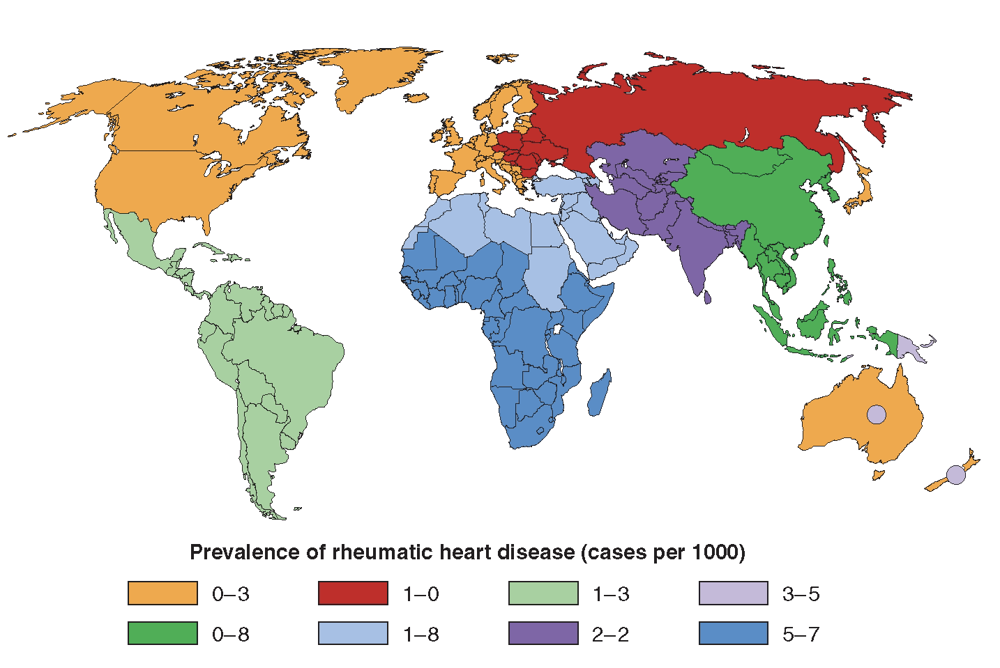 Prevalence of rheumatic heart disease (cases per 1000)
0–3 1–0 1–3 3–5
0–8 1–8 2–2 5–7